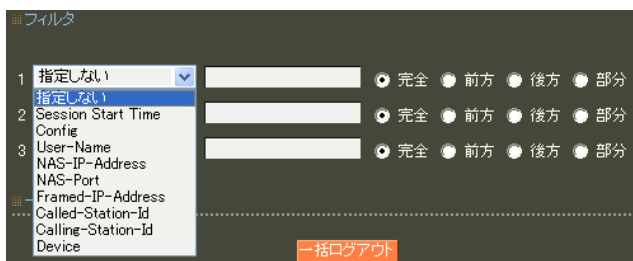 フィルタ
1 指定しない 完全 前方 後方 部分
指定しない
2 Session Start Time 完全 前方 後方 部分
Config
3 User-Name 完全 前方 後方 部分
NAS-IP-Address
NAS-Port
Framed-IP-Address
Called-Station-Id
Calling-Station-Id
Device
一括ログアウト